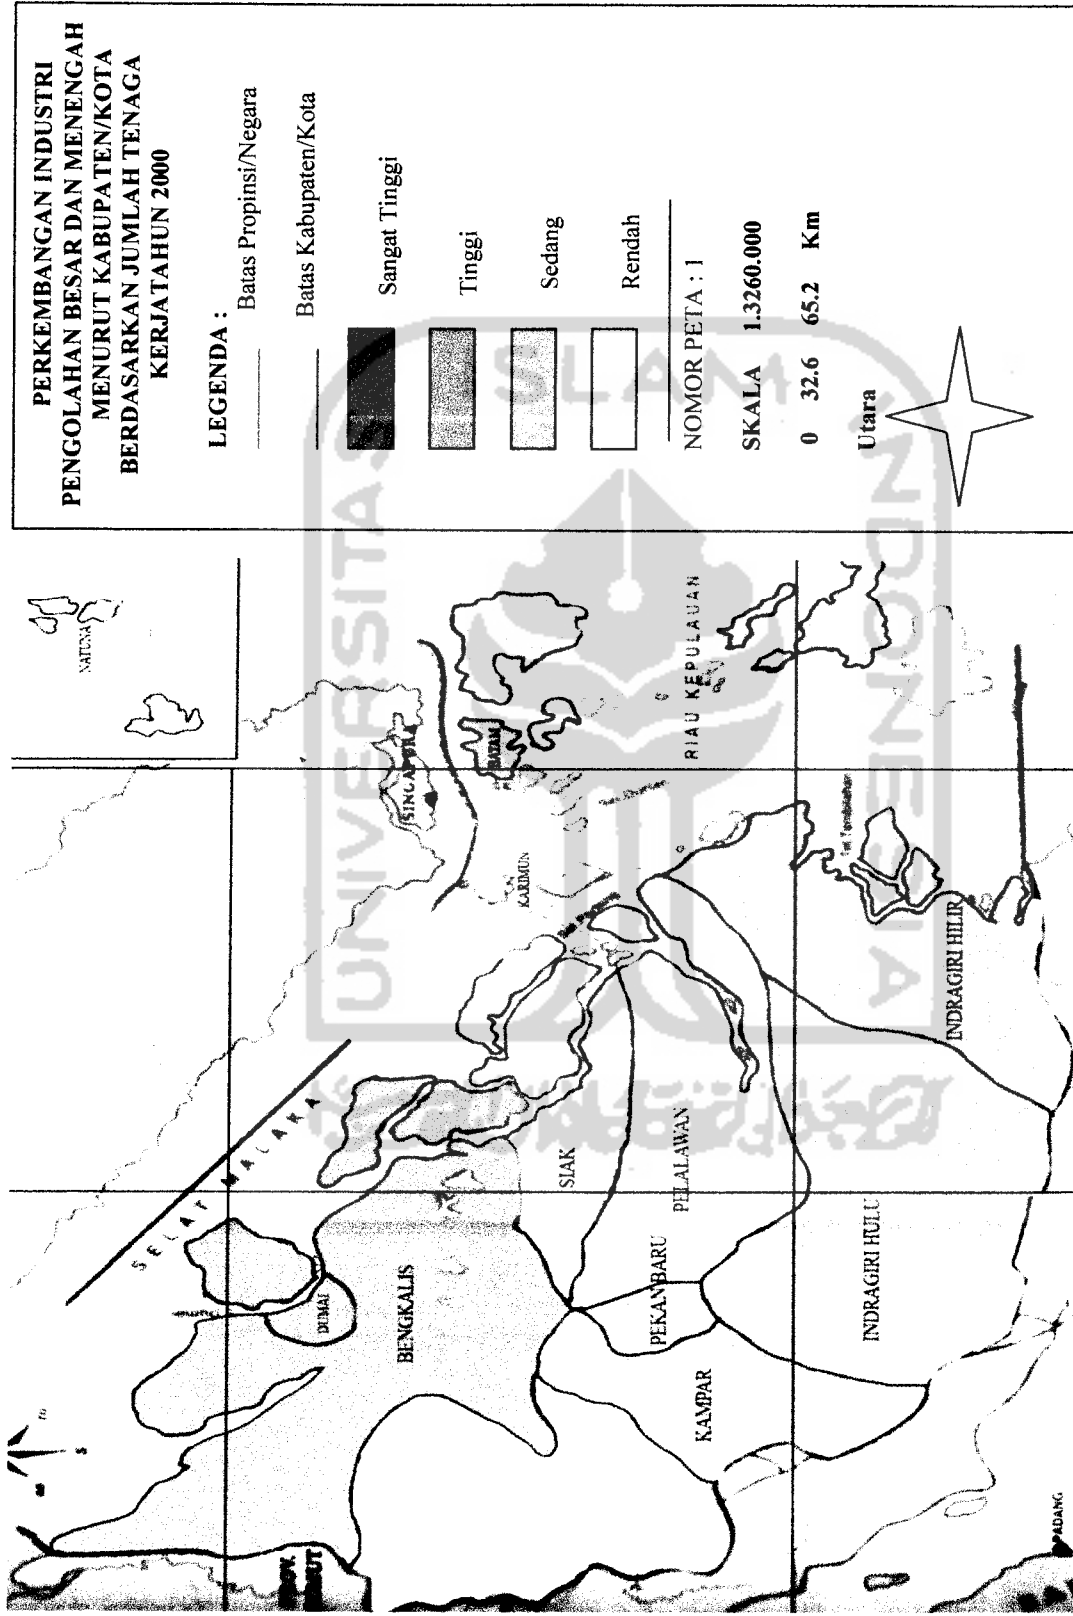 PERKEMBANGAN INDUSTRI
PENGOLAHAN BESAR DAN MENENGAH
MENURUT KABUPATEN/KOTA
BERDASARKAN JUMLAH TENAGA
KERJATAHUN 2000
LEGENDA :
Batas Propinsi/Negara
Batas Kabupaten/Kota
Sangat Tinggi
Tinggi
Sedang
Rendah
NOMOR PETA : 1
SKALA 1.3260.000
0 32.6 65.2 Km
Utara
NATUNA
SELAT MALAKA
SINGAPURA
BATAM
KARIMUN
RIAU KEPULAUAN
DUMAI
BENGKALIS
SIAK
PELALAWAN
PEKANBARU
KAMPAR
INDRAGIRI HULU
INDRAGIRI HILIR
PADANG
S
UNIVERSITAS
ISLAM
INDONESIA